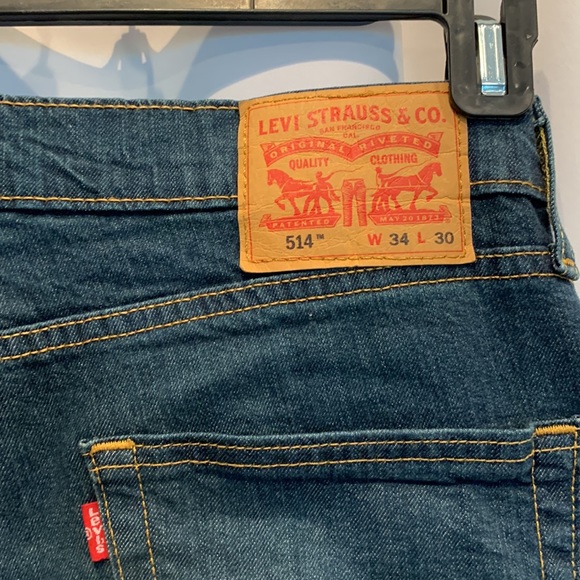 LEVI STRAUSS & CO.
SAN FRANCISCO
CAL.
ORIGINAL RIVETED
QUALITY CLOTHING
PATENTED MAY 20 1873
514™ W 34 L 30
Levi's ®